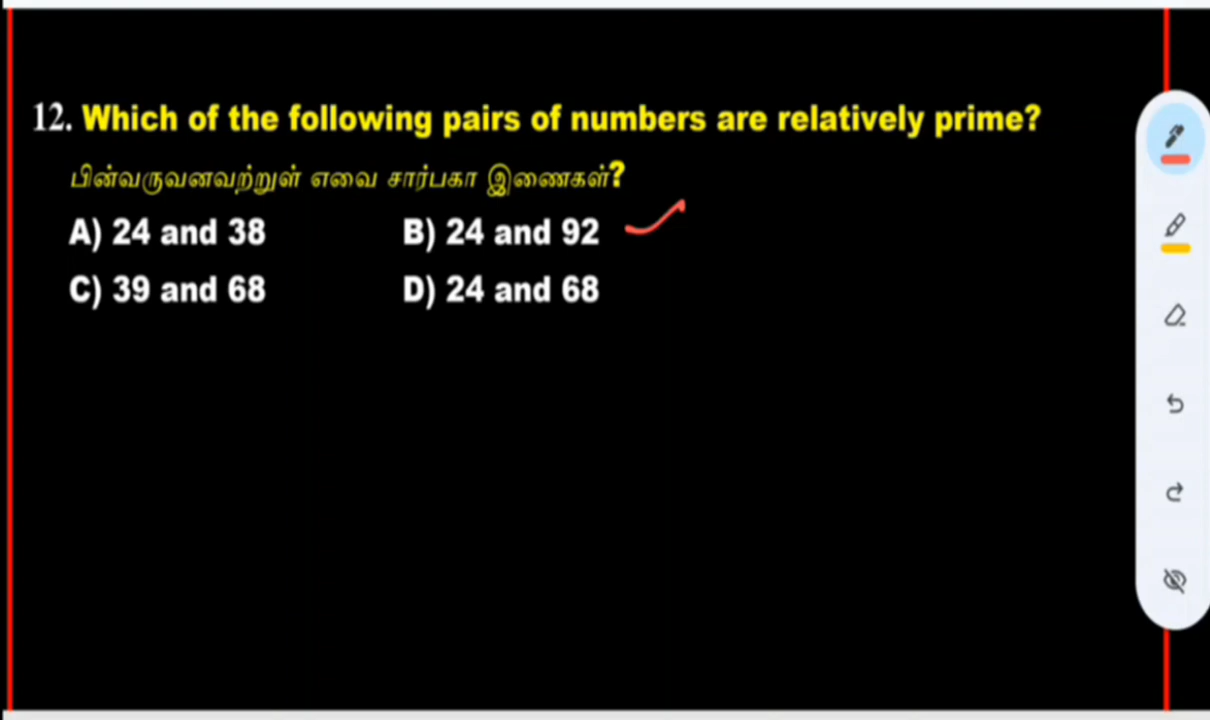 12. Which of the following pairs of numbers are relatively prime?
பின்வருவனவற்றுள் எவை சார்பகா இணைகள்?
A) 24 and 38 B) 24 and 92
C) 39 and 68 D) 24 and 68